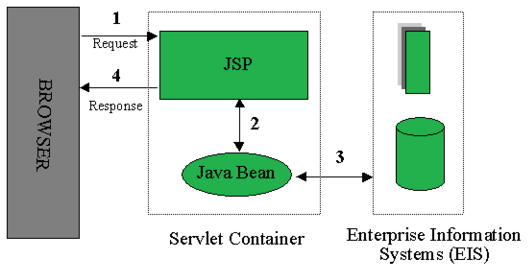 1
Request
4
Response
BROWSER
JSP
2
Java Bean
3
Servlet Container
Enterprise Information
Systems (EIS)